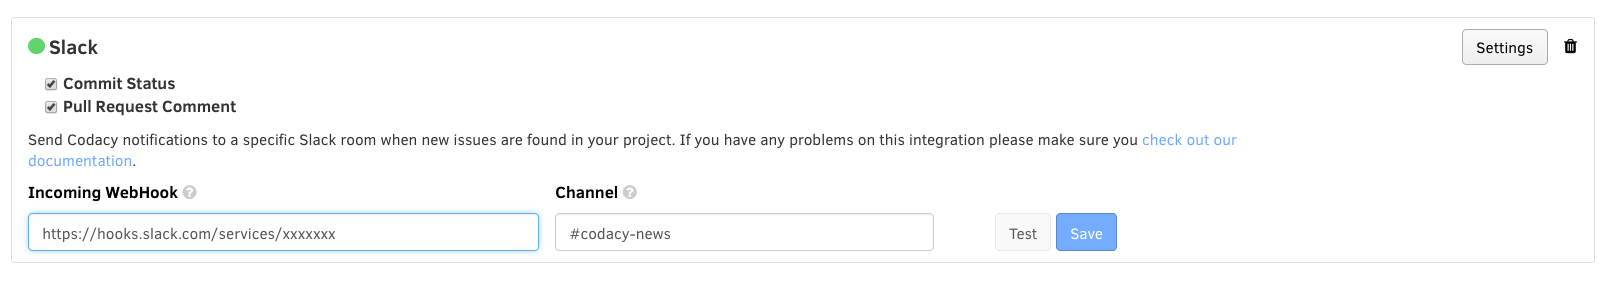 Slack
Settings
Commit Status
Pull Request Comment
Send Codacy notifications to a specific Slack room when new issues are found in your project. If you have any problems on this integration please make sure you check out our
documentation.
Incoming WebHook ?
Channel ?
https://hooks.slack.com/services/xxxxxxx
#codacy-news
Test
Save